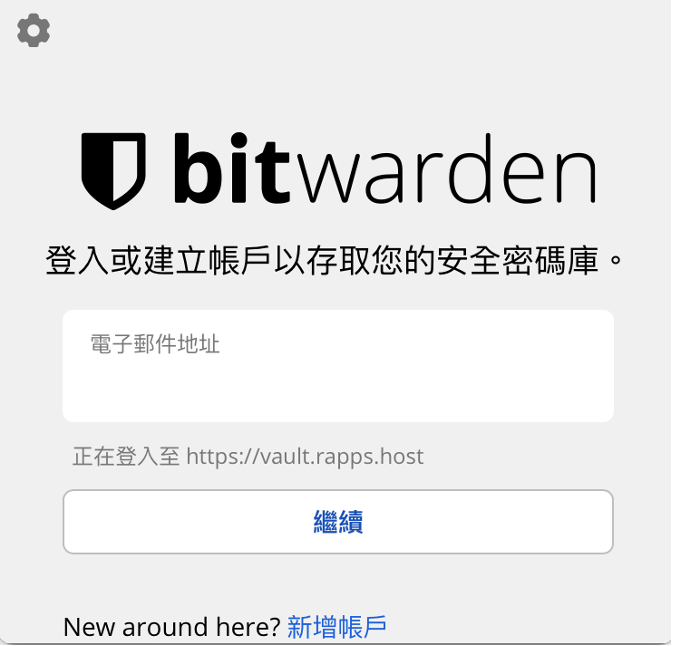 bitwarden
登入或建立帳戶以存取您的安全密碼庫。
電子郵件地址
正在登入至 https://vault.rapps.host
繼續
New around here? 新增帳戶